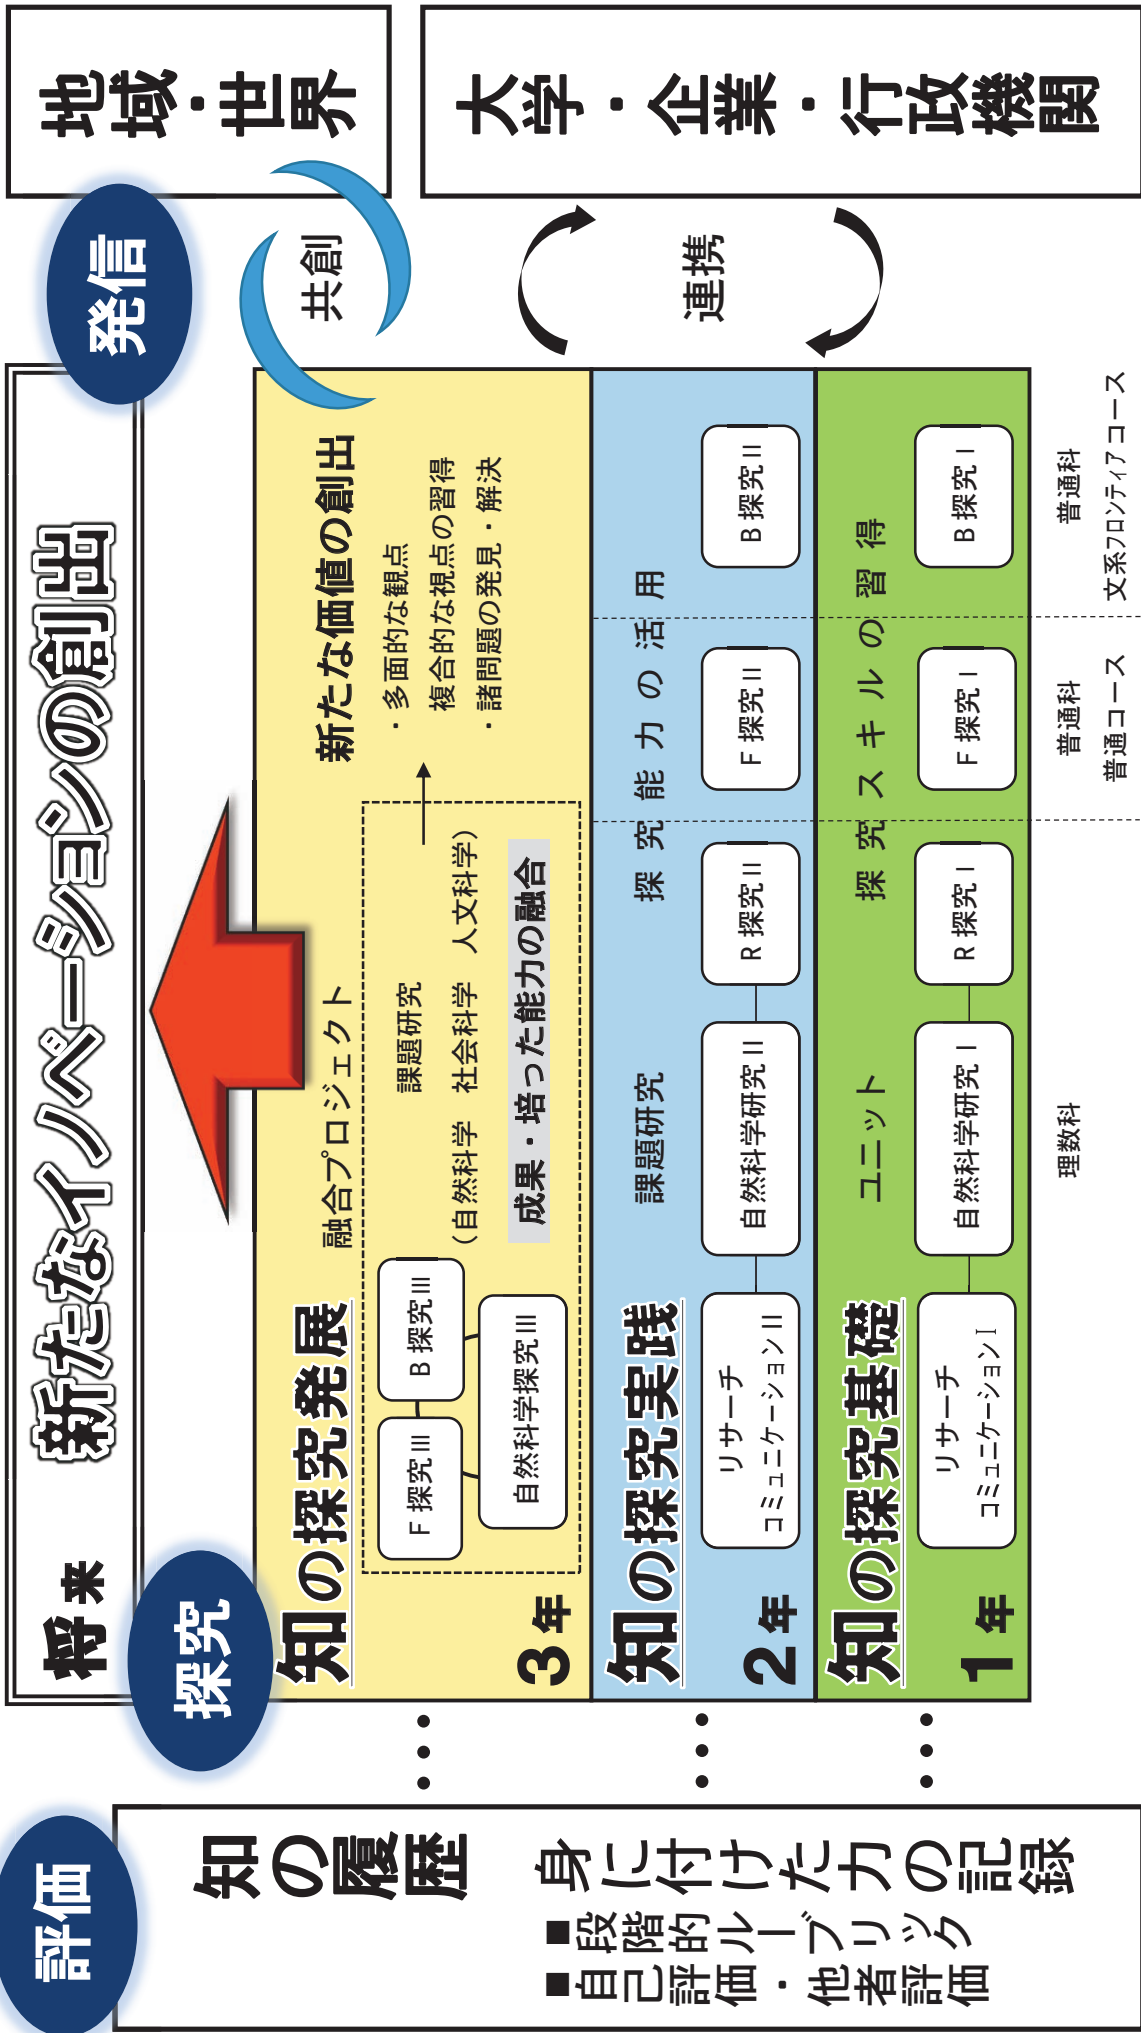 将来 新たなイノベーションの創出
評価
探究
発信
知の履歴
身に付けた力の記録
■段階的ルーブリック
■自己評価・他者評価
知の探究発展
3年
融合プロジェクト
F 探究Ⅲ
B 探究Ⅲ
自然科学探究Ⅲ
課題研究
（自然科学 社会科学 人文科学）
成果・培った能力の融合
新たな価値の創出
・多面的な観点
複合的な視点の習得
・諸問題の発見・解決
知の探究実践
2年
課題研究
探究能力の活用
リサーチ
コミュニケーションⅡ
自然科学研究Ⅱ
R 探究Ⅱ
F 探究Ⅱ
B 探究Ⅱ
知の探究基礎
1年
ユニット
探究スキルの習得
リサーチ
コミュニケーションⅠ
自然科学研究Ⅰ
R 探究Ⅰ
F 探究Ⅰ
B 探究Ⅰ
理数科
普通科
普通コース
普通科
文系フロンティアコース
共創
連携
地域・世界
大学・企業・行政機関